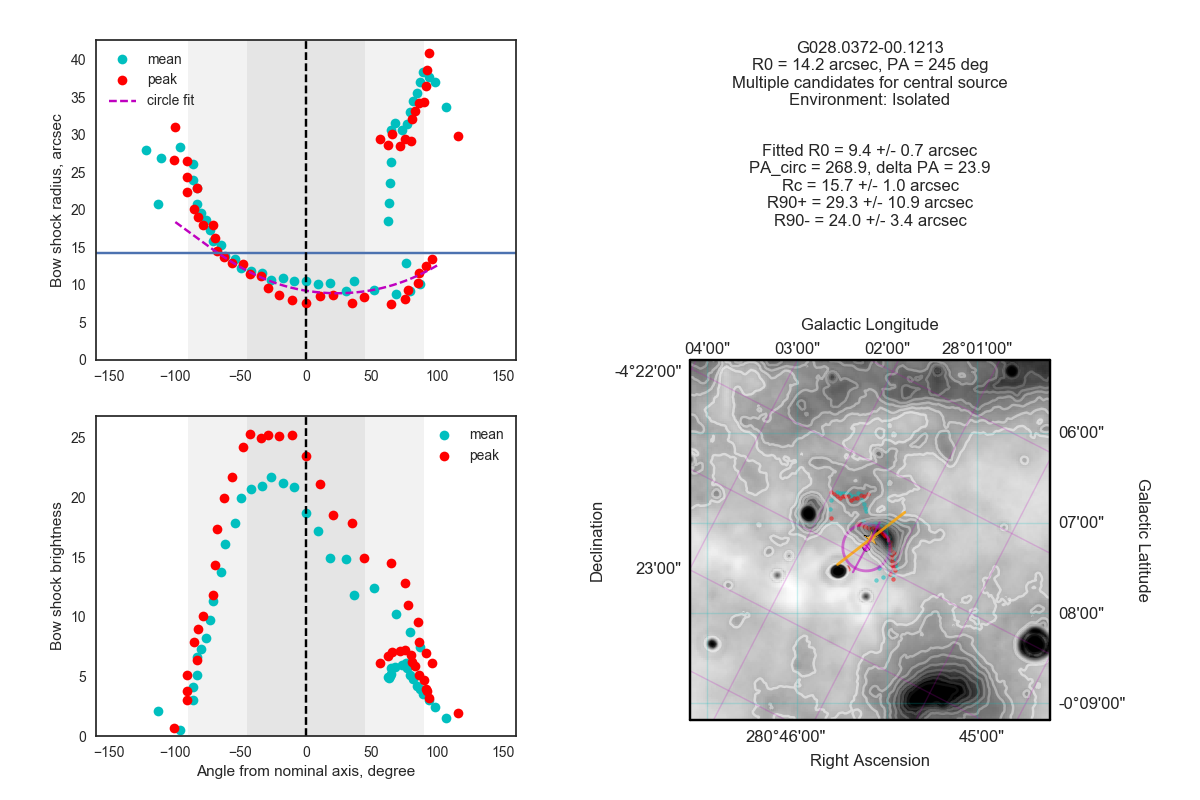 mean
peak
circle fit
Bow shock radius, arcsec
40
35
30
25
20
15
10
5
0
−150 −100 −50 0 50 100 150
mean
peak
Bow shock brightness
25
20
15
10
5
0
−150 −100 −50 0 50 100 150
Angle from nominal axis, degree
G028.0372-00.1213
R0 = 14.2 arcsec, PA = 245 deg
Multiple candidates for central source
Environment: Isolated
Fitted R0 = 9.4 +/- 0.7 arcsec
PA_circ = 268.9, delta PA = 23.9
Rc = 15.7 +/- 1.0 arcsec
R90+ = 29.3 +/- 10.9 arcsec
R90- = 24.0 +/- 3.4 arcsec
Galactic Longitude
04'00" 03'00" 02'00" 28°01'00"
-4°22'00"
23'00"
Declination
06'00"
07'00"
08'00"
-0°09'00"
Galactic Latitude
280°46'00" 45'00"
Right Ascension